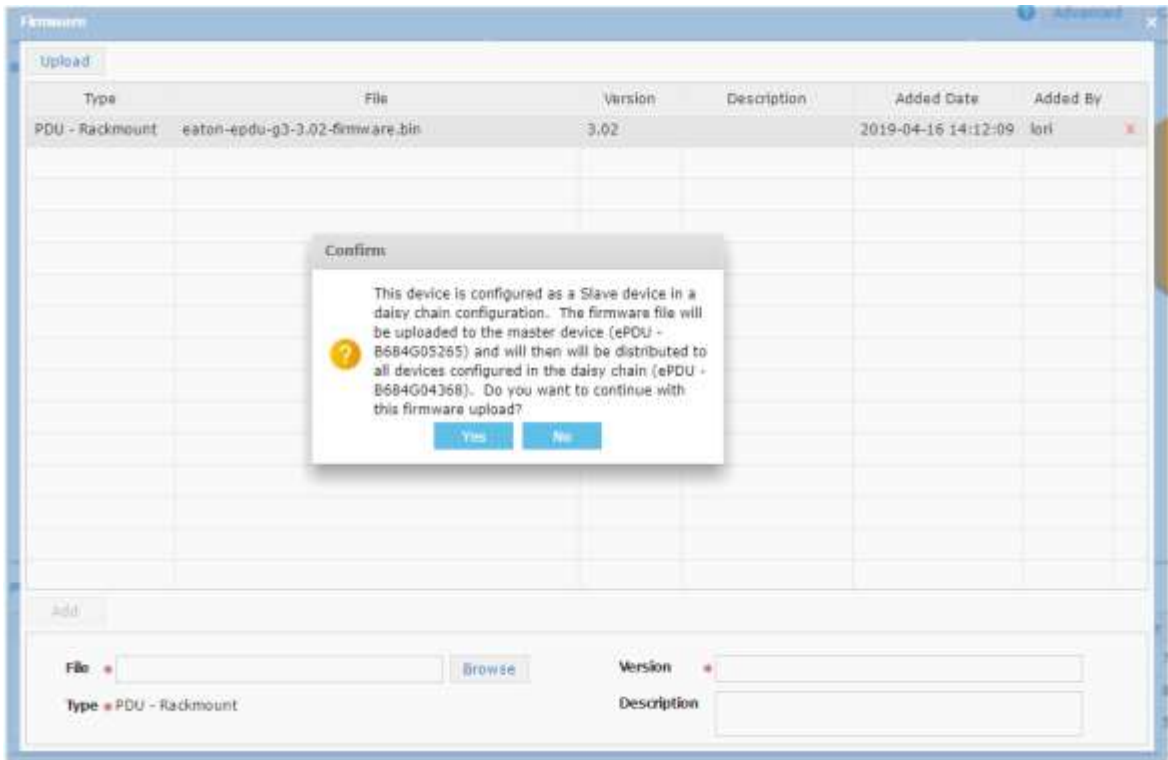 Firmware
Advanced
Upload
Type File Version Description Added Date Added By
PDU - Rackmount eaton-epdu-g3-3.02-firmware.bin 3.02 2019-04-16 14:12:09 lori X
Confirm
This device is configured as a Slave device in a
daisy chain configuration. The firmware file will
be uploaded to the master device (ePDU -
B684G05265) and will then will be distributed to
all devices configured in the daisy chain (ePDU -
B684G04368). Do you want to continue with
this firmware upload?
Yes No
Add
File * Browse Version *
Type * PDU - Rackmount Description